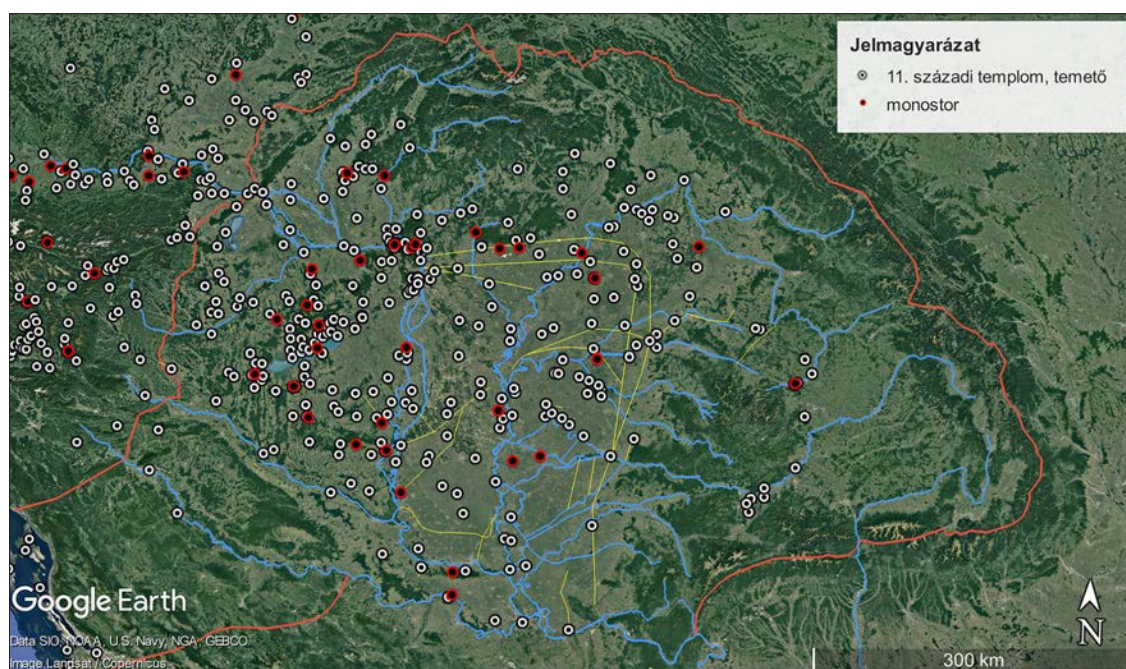 Jelmagyarázat
11. századi templom, temető
monostor
Google Earth
Data SIO, NOAA, U.S. Navy, NGA, GEBCO
Image Landsat / Copernicus
N
300 km